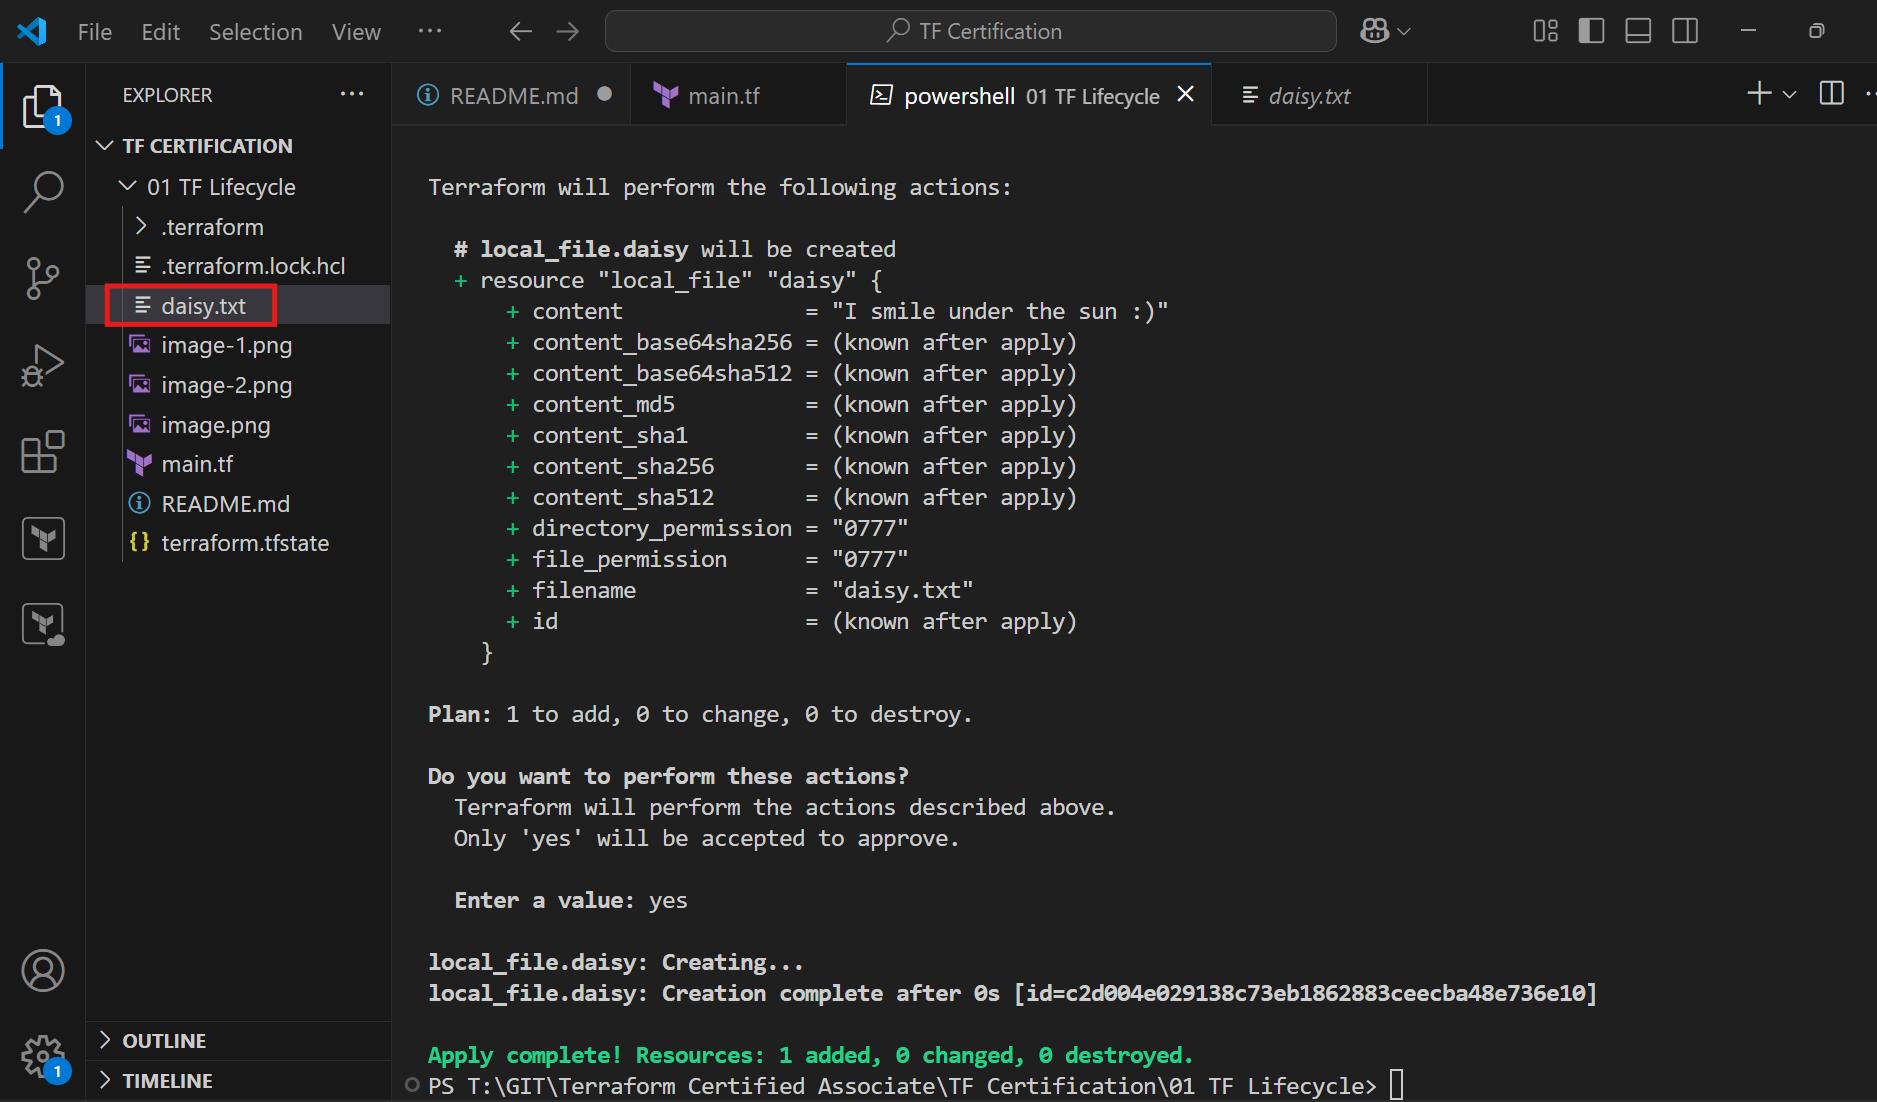 File Edit Selection View ··· TF Certification
EXPLORER ···
1
TF CERTIFICATION
01 TF Lifecycle
.terraform
.terraform.lock.hcl
daisy.txt
image-1.png
image-2.png
image.png
main.tf
README.md
{} terraform.tfstate
OUTLINE
1
TIMELINE
README.md main.tf powershell 01 TF Lifecycle daisy.txt
Terraform will perform the following actions:
# local_file.daisy will be created
+ resource "local_file" "daisy" {
+ content = "I smile under the sun :)"
+ content_base64sha256 = (known after apply)
+ content_base64sha512 = (known after apply)
+ content_md5 = (known after apply)
+ content_sha1 = (known after apply)
+ content_sha256 = (known after apply)
+ content_sha512 = (known after apply)
+ directory_permission = "0777"
+ file_permission = "0777"
+ filename = "daisy.txt"
+ id = (known after apply)
}
Plan: 1 to add, 0 to change, 0 to destroy.
Do you want to perform these actions?
Terraform will perform the actions described above.
Only 'yes' will be accepted to approve.
Enter a value: yes
local_file.daisy: Creating...
local_file.daisy: Creation complete after 0s [id=c2d004e029138c73eb1862883ceecba48e736e10]
Apply complete! Resources: 1 added, 0 changed, 0 destroyed.
PS T:\GIT\Terraform Certified Associate\TF Certification\01 TF Lifecycle>